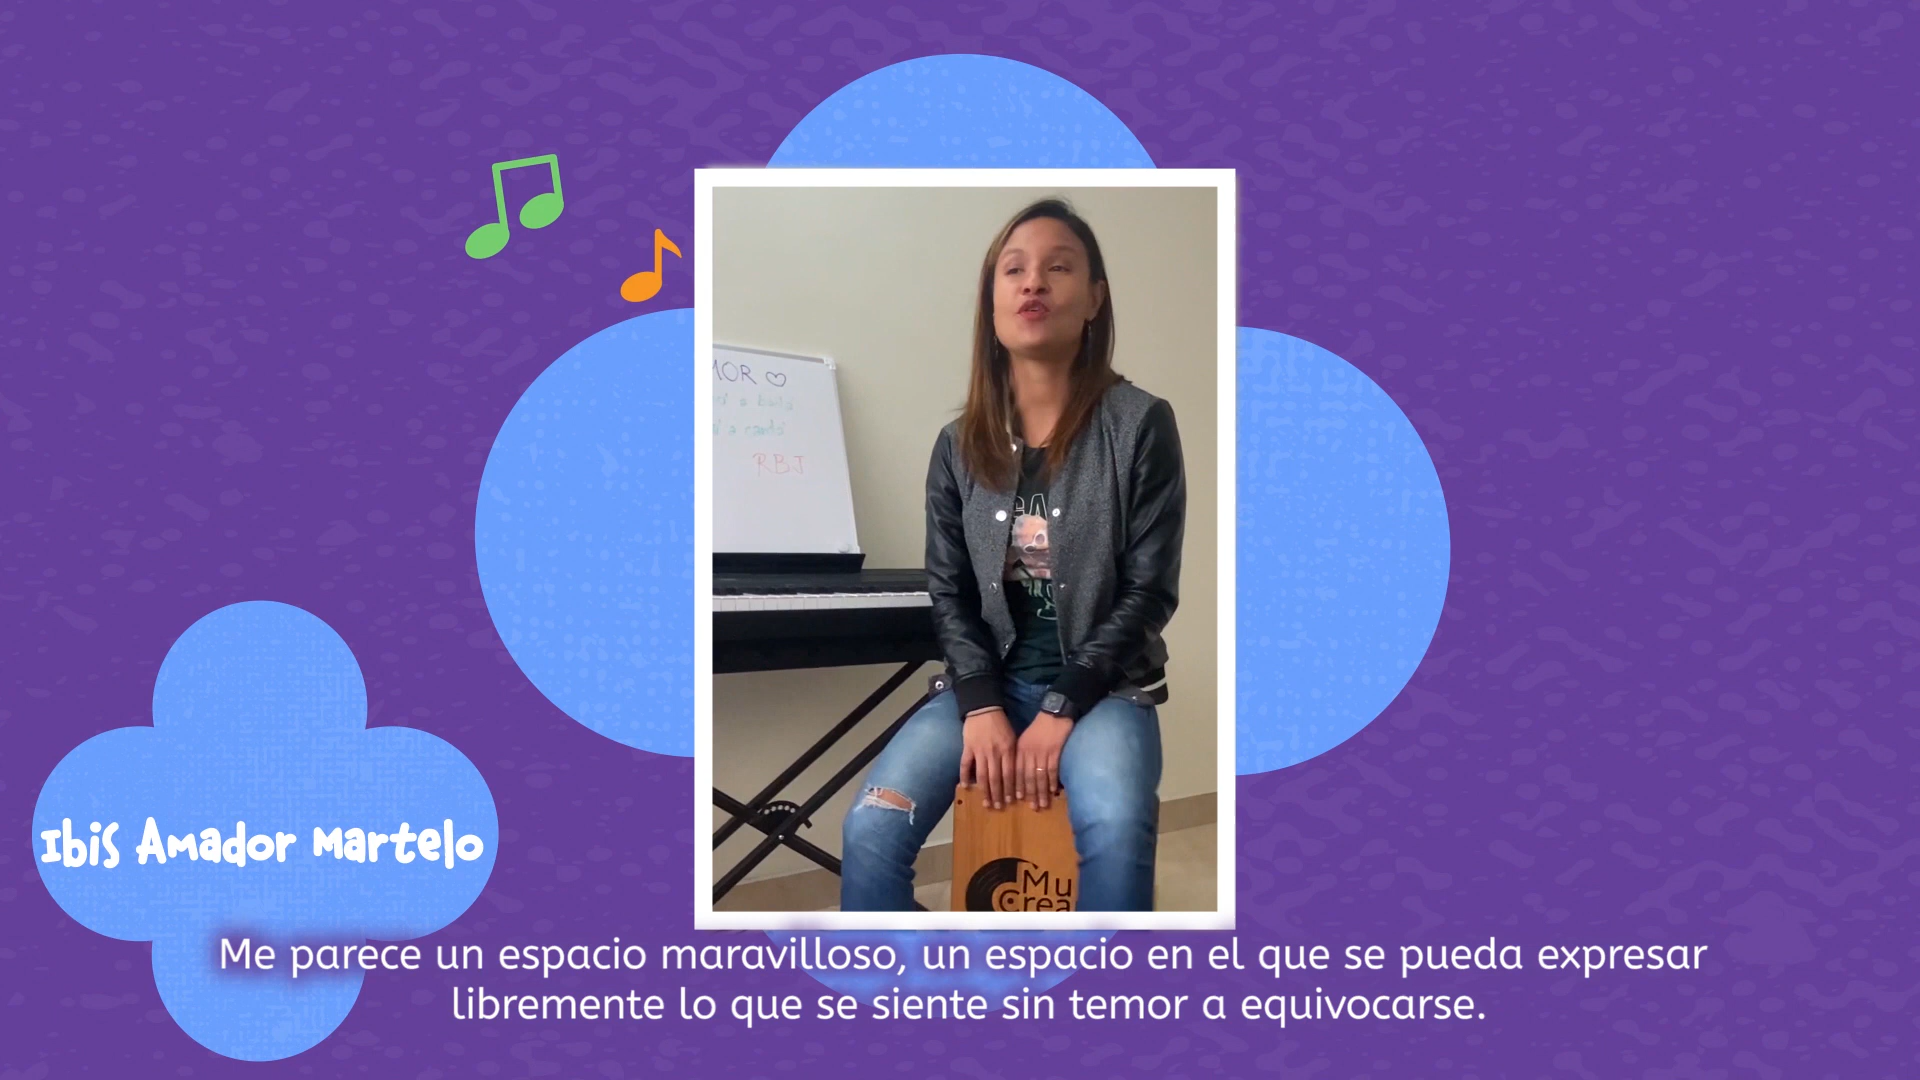 MOR ♡
RBJ
Mu
Crea
Ibis Amador Martelo
Me parece un espacio maravilloso, un espacio en el que se pueda expresar
libremente lo que se siente sin temor a equivocarse.